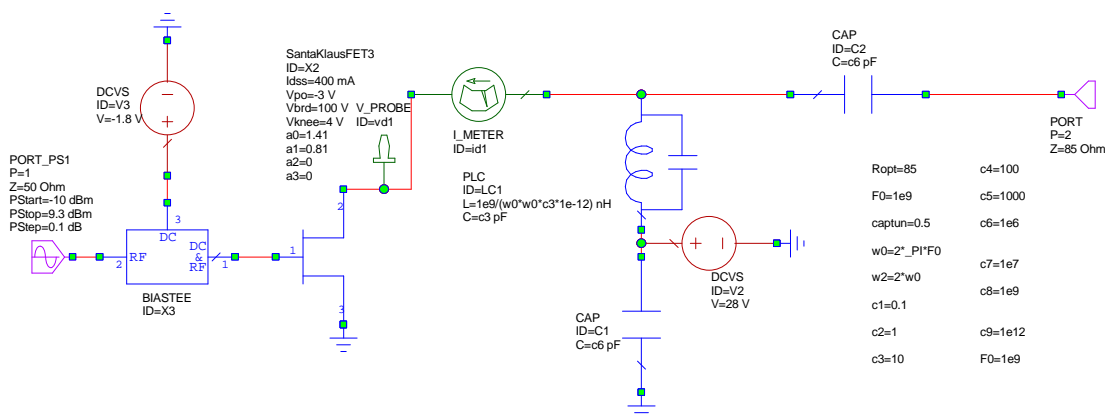 DCVS
ID=V3
V=-1.8 V
PORT_PS1
P=1
Z=50 Ohm
PStart=-10 dBm
PStop=9.3 dBm
PStep=0.1 dB
3
DC
RF
DC
&
RF
2
1
BIASTEE
ID=X3
SantaKlausFET3
ID=X2
Idss=400 mA
Vpo=-3 V
Vbrd=100 V
Vknee=4 V
a0=1.41
a1=0.81
a2=0
a3=0
V_PROBE
ID=vd1
2
1
3
I_METER
ID=id1
PLC
ID=LC1
L=1e9/(w0*w0*c3*1e-12) nH
C=c3 pF
DCVS
ID=V2
V=28 V
CAP
ID=C1
C=c6 pF
CAP
ID=C2
C=c6 pF
PORT
P=2
Z=85 Ohm
Ropt=85
F0=1e9
captun=0.5
w0=2*_PI*F0
w2=2*w0
c1=0.1
c2=1
c3=10
c4=100
c5=1000
c6=1e6
c7=1e7
c8=1e9
c9=1e12
F0=1e9